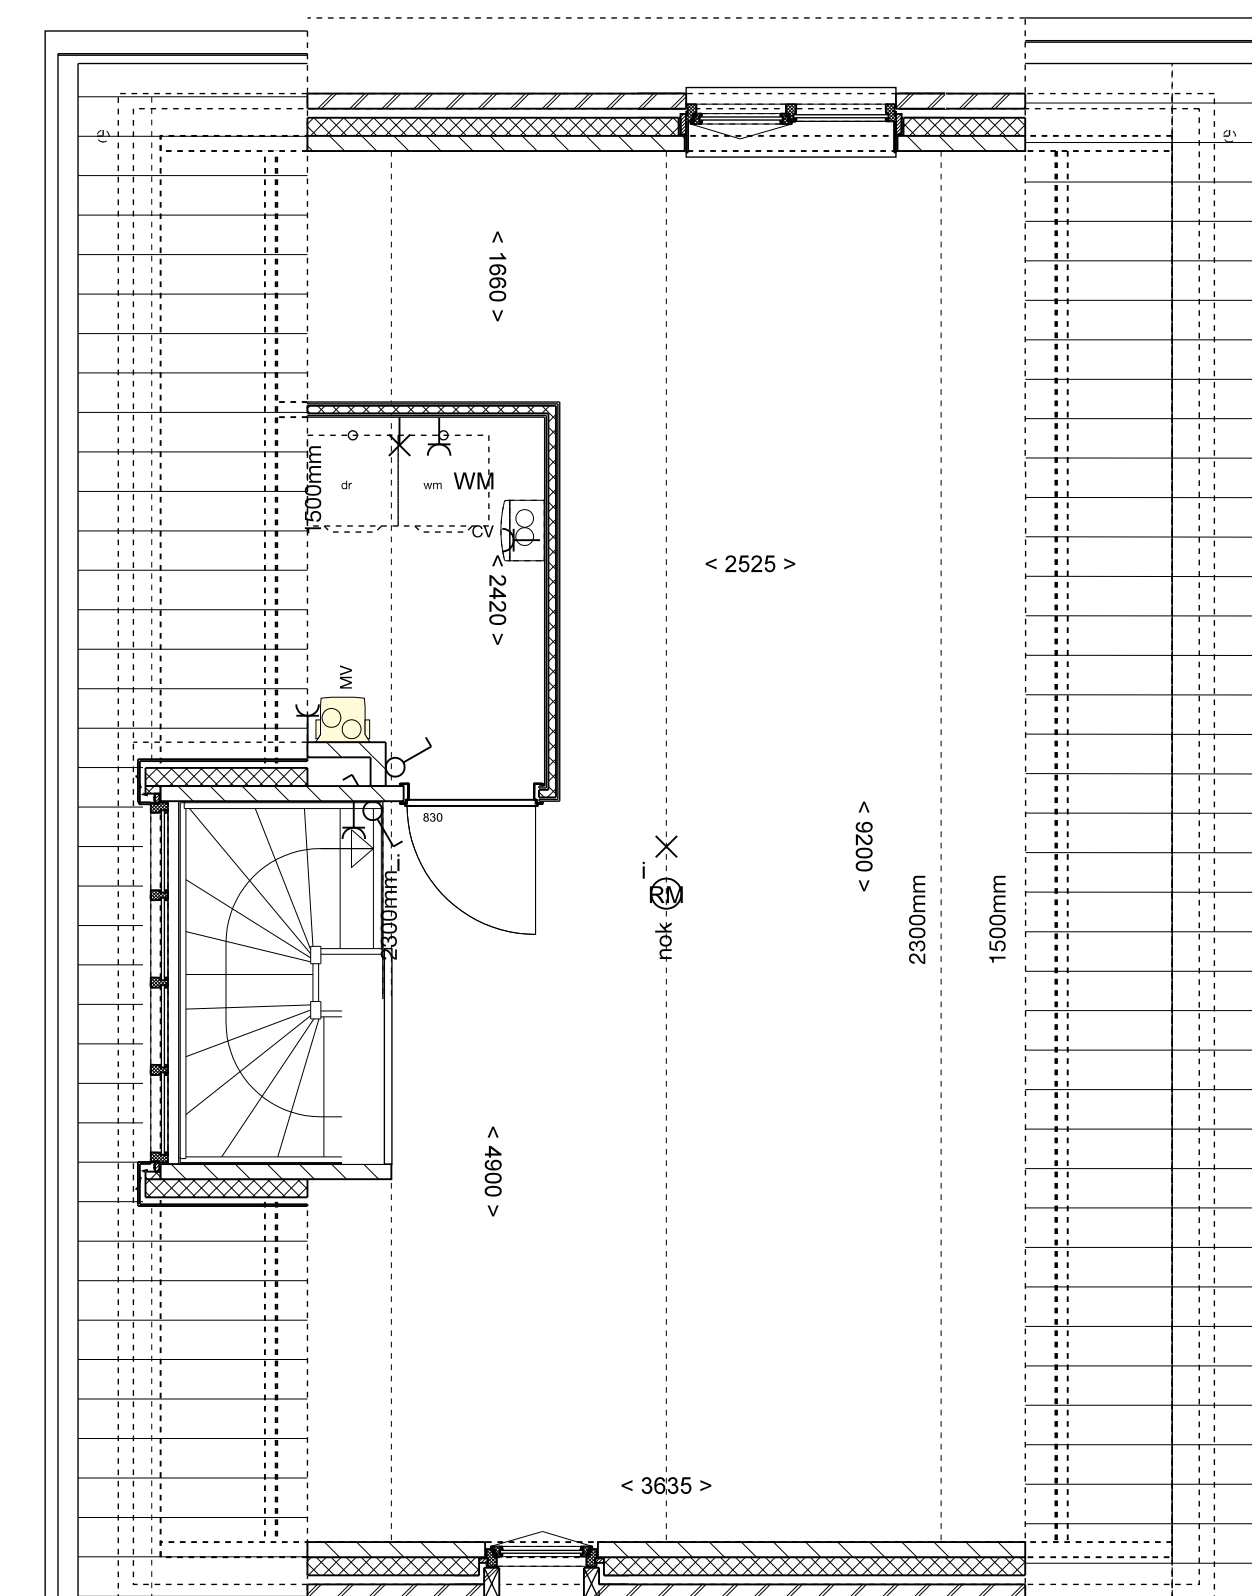 < 1660 >
1500mm
dr
wm
WM
CV
< 2420 >
< 2525 >
MV
830
< 9200 >
i
2300mm
i
RM
nok
2300mm
1500mm
< 4900 >
< 3635 >